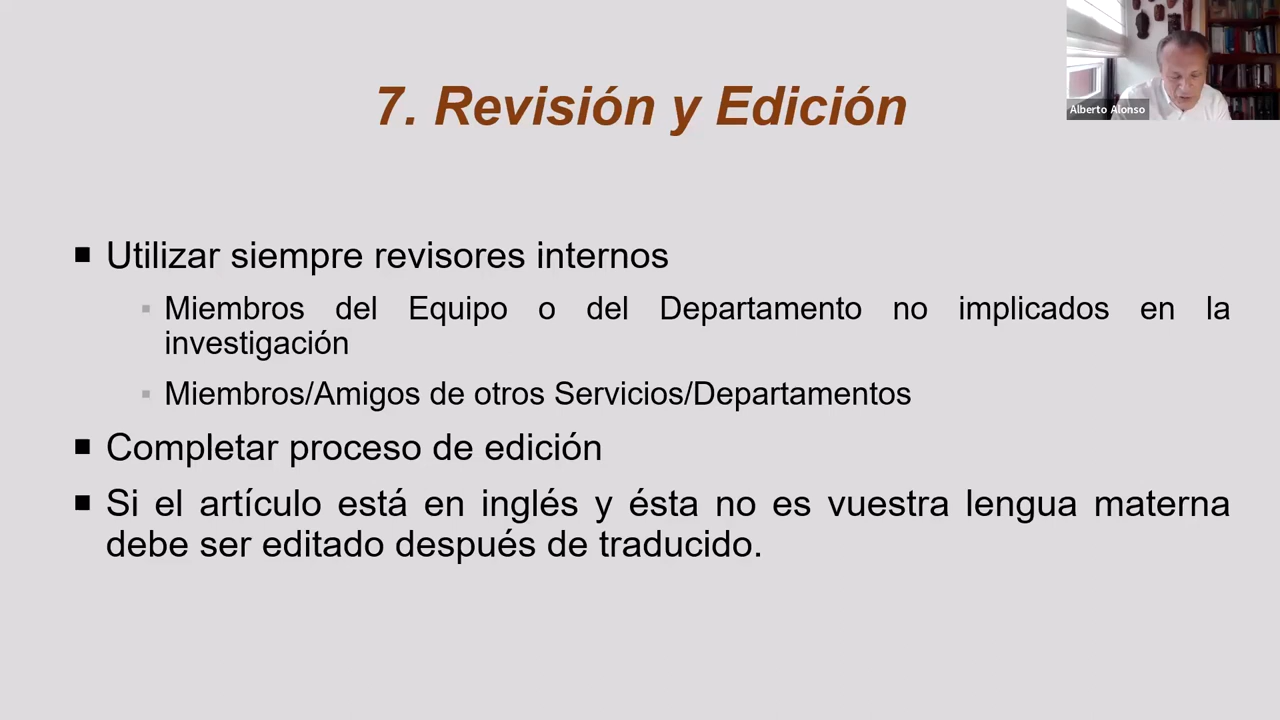 7. Revisión y Edición
Alberto Alonso
Utilizar siempre revisores internos
Miembros del Equipo o del Departamento no implicados en la
investigación
Miembros/Amigos de otros Servicios/Departamentos
Completar proceso de edición
Si el artículo está en inglés y ésta no es vuestra lengua materna
debe ser editado después de traducido.